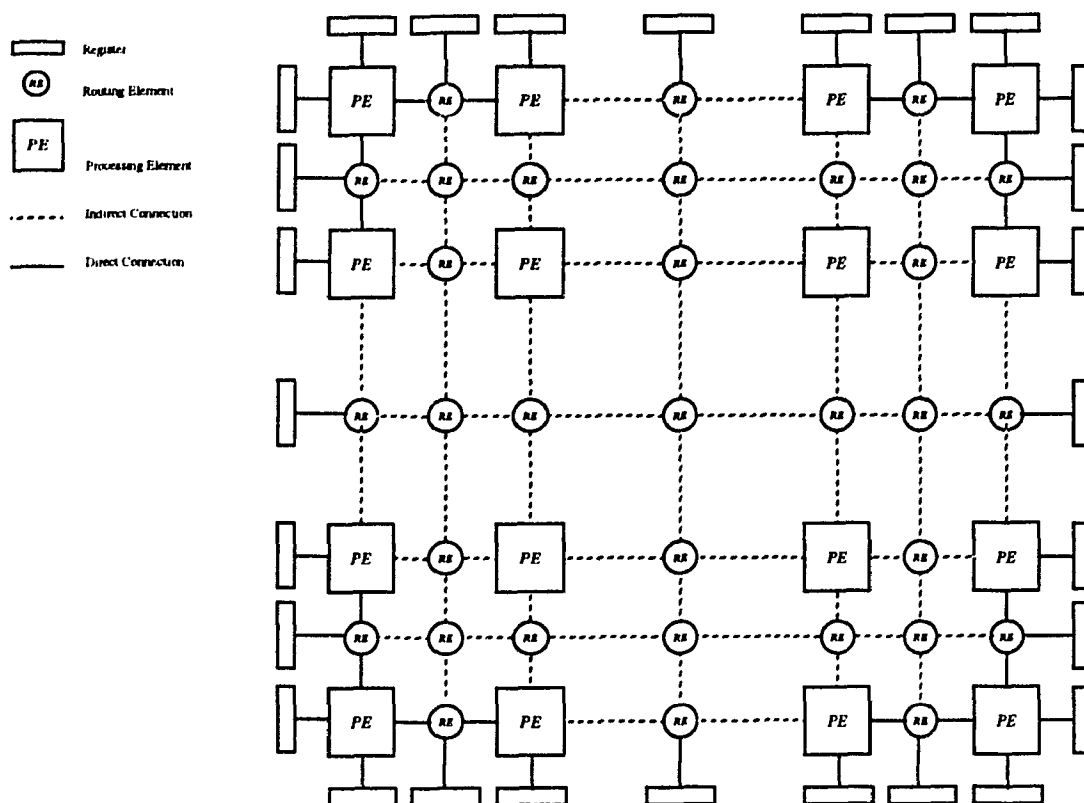 Register
RE
Routing Element
PE
Processing Element
Indirect Connection
Direct Connection
PE RE PE RE PE RE PE
RE RE RE RE RE RE RE
PE RE PE RE PE RE PE
RE RE RE RE RE RE RE
PE RE PE RE PE RE PE
RE RE RE RE RE RE RE
PE RE PE RE PE RE PE